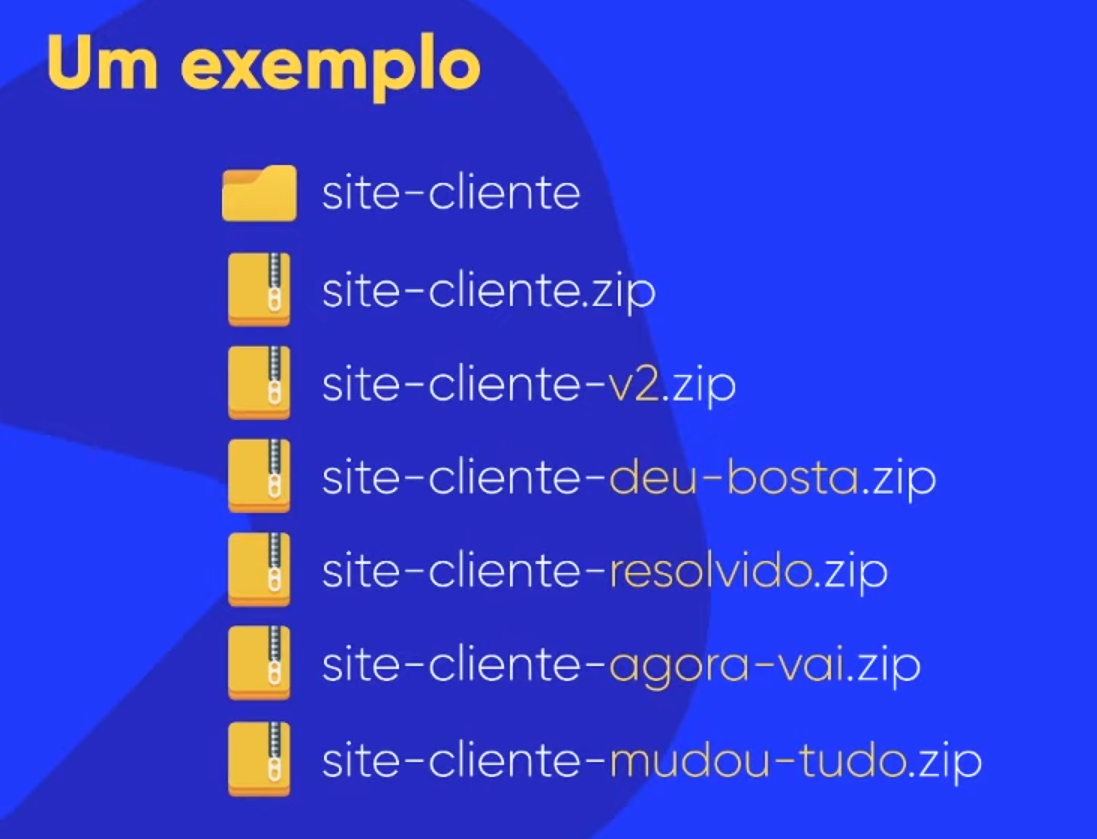 Um exemplo
site-cliente
site-cliente.zip
site-cliente-v2.zip
site-cliente-deu-bosta.zip
site-cliente-resolvido.zip
site-cliente-agora-vai.zip
site-cliente-mudou-tudo.zip